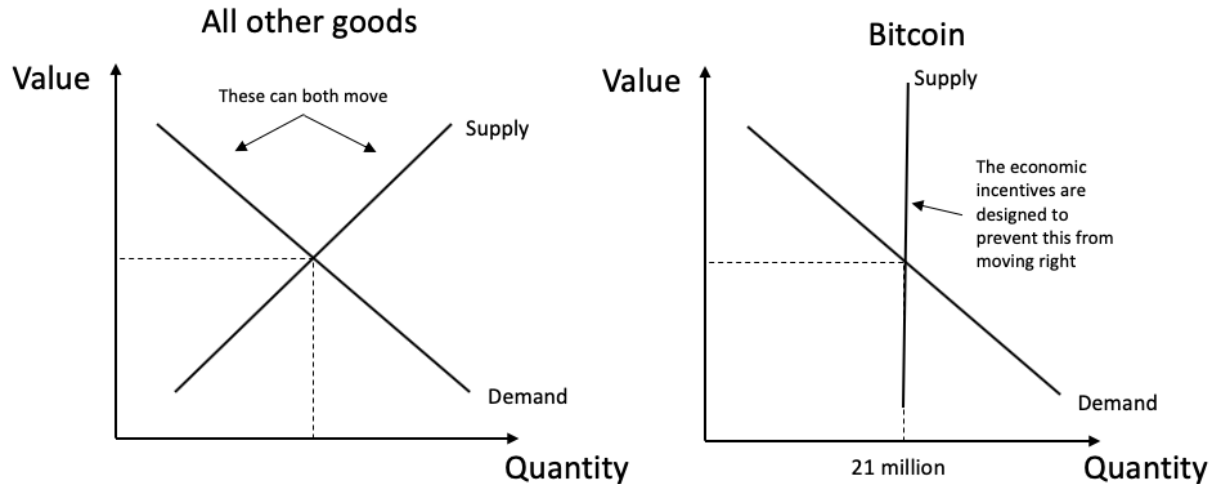 All other goods
Value
These can both move
Supply
Demand
Quantity
Bitcoin
Value
Supply
The economic
incentives are
designed to
prevent this from
moving right
Demand
21 million
Quantity